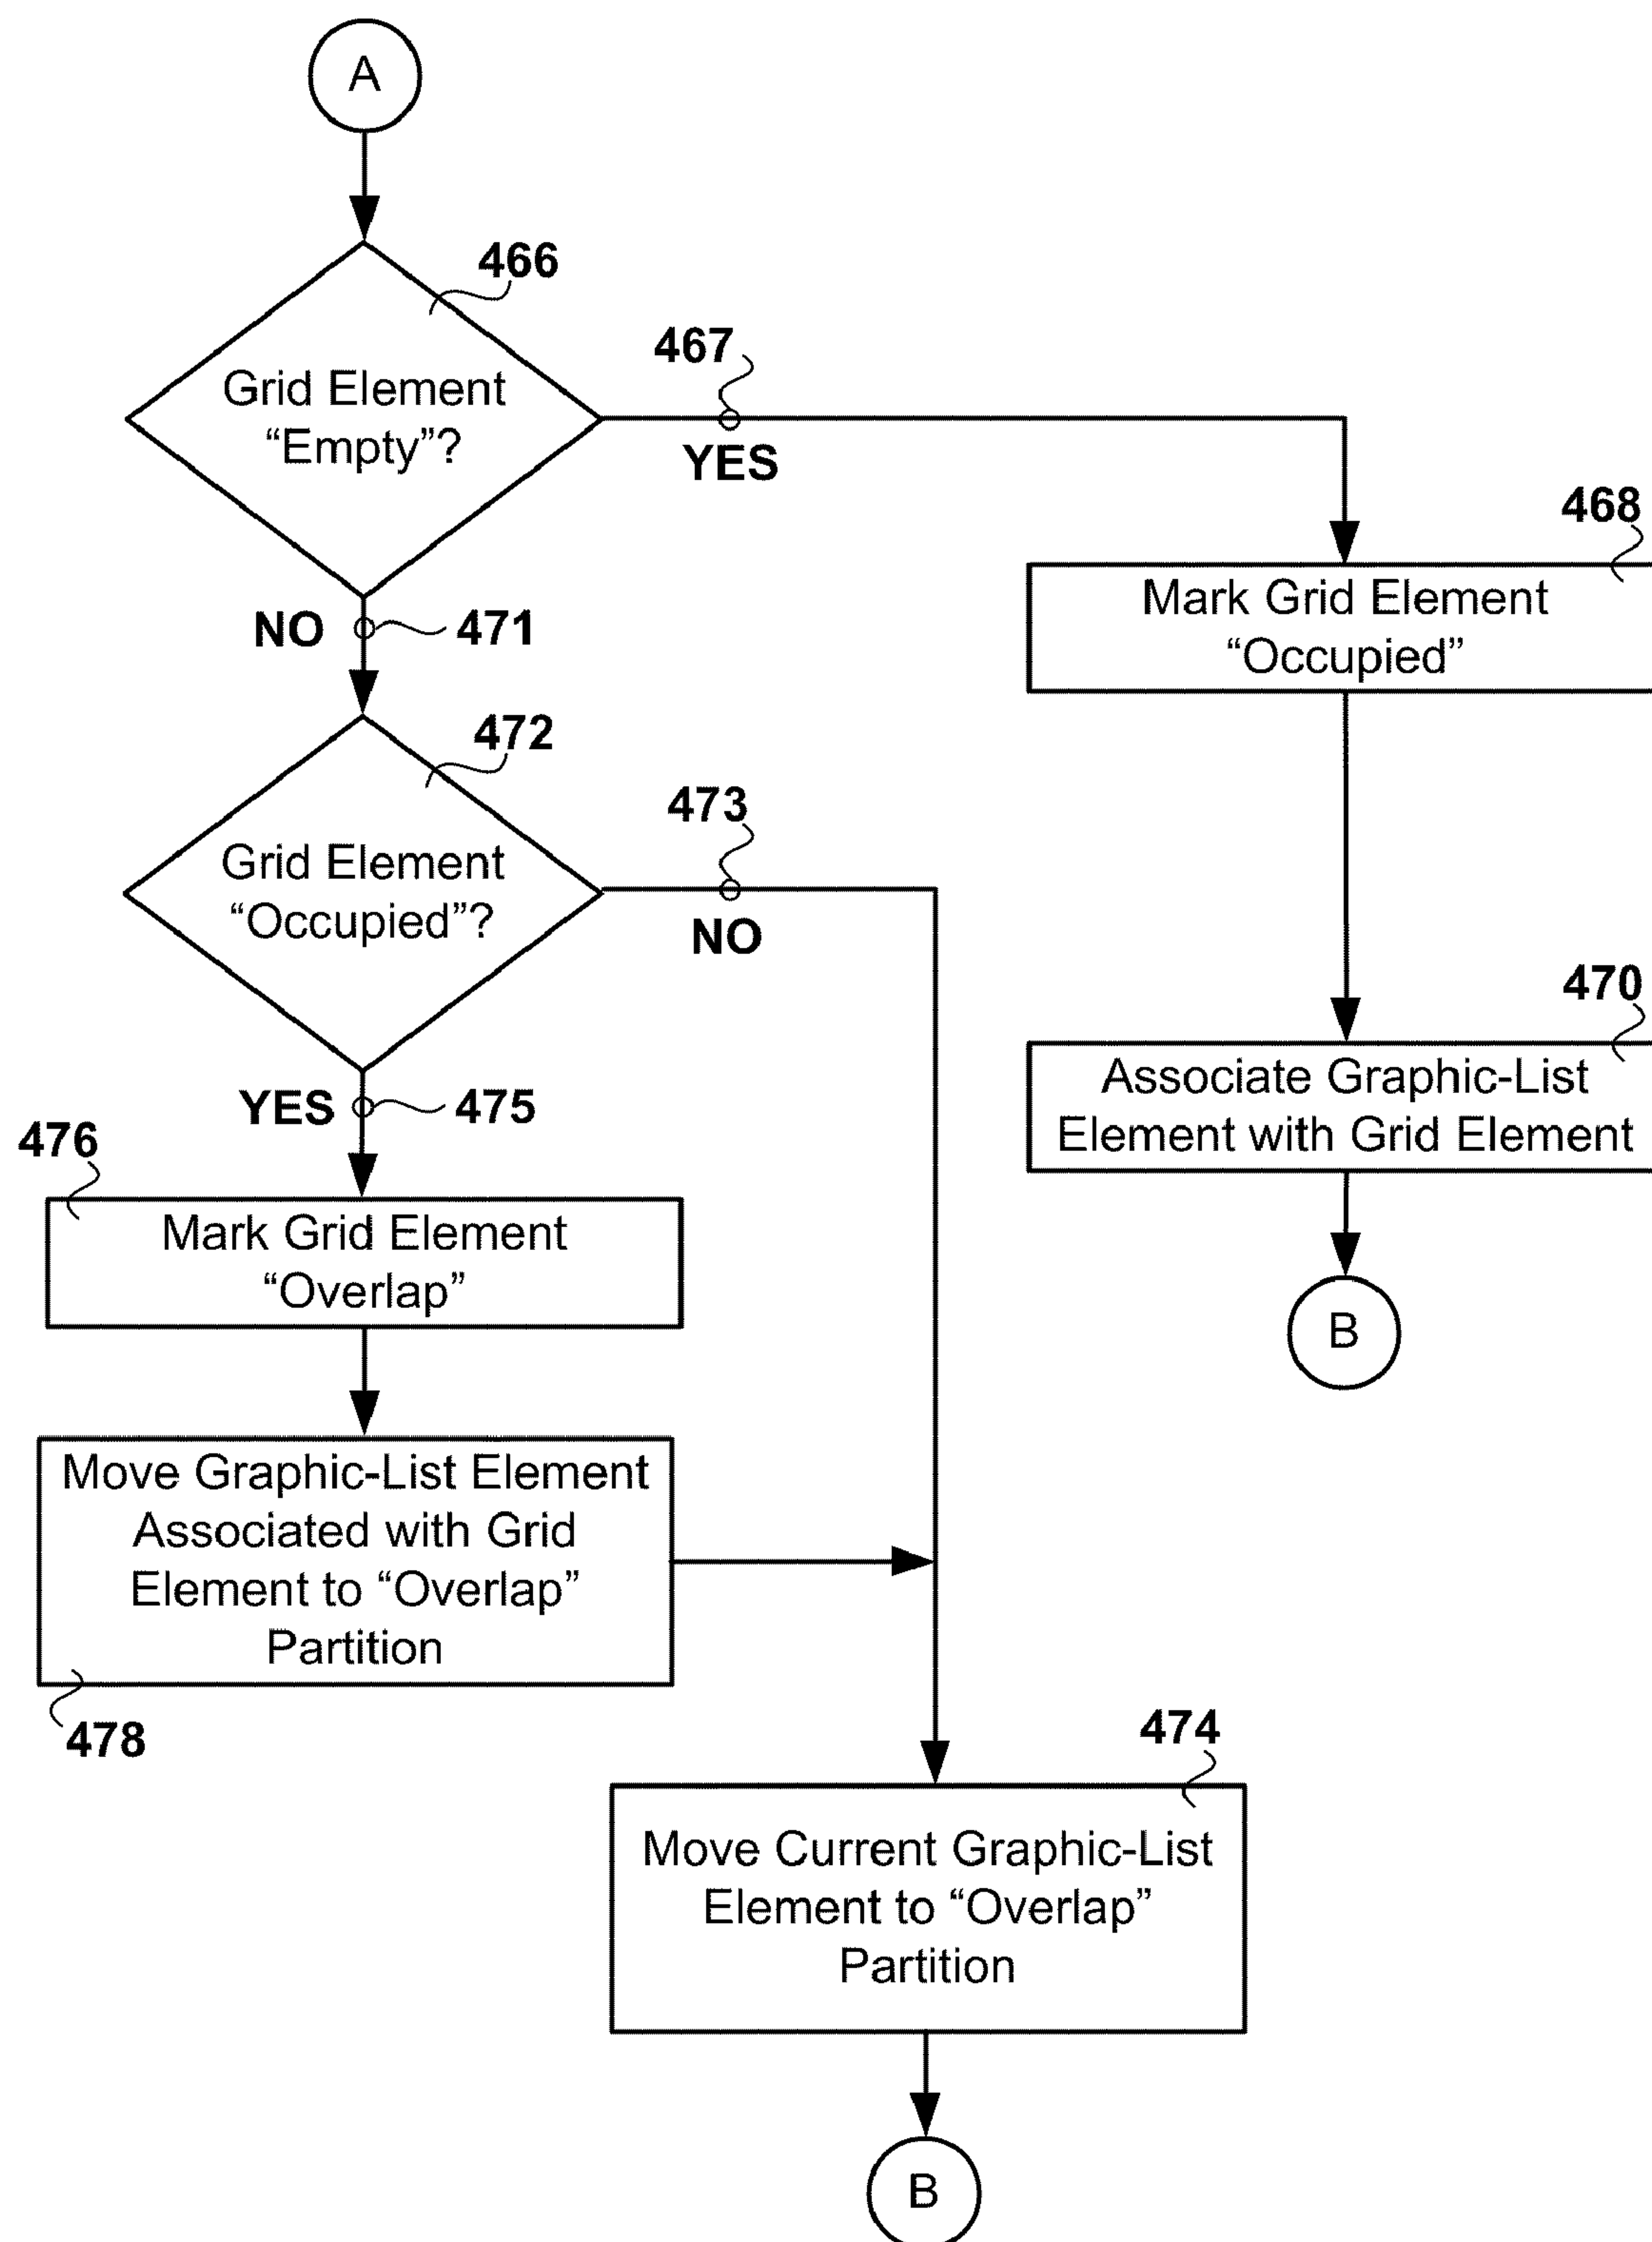 A
466
Grid Element
“Empty”?
467
YES
468
Mark Grid Element
“Occupied”
NO
471
472
Grid Element
“Occupied”?
473
NO
470
Associate Graphic-List
Element with Grid Element
B
YES
475
476
Mark Grid Element
“Overlap”
Move Graphic-List Element
Associated with Grid
Element to “Overlap”
Partition
478
474
Move Current Graphic-List
Element to “Overlap”
Partition
B